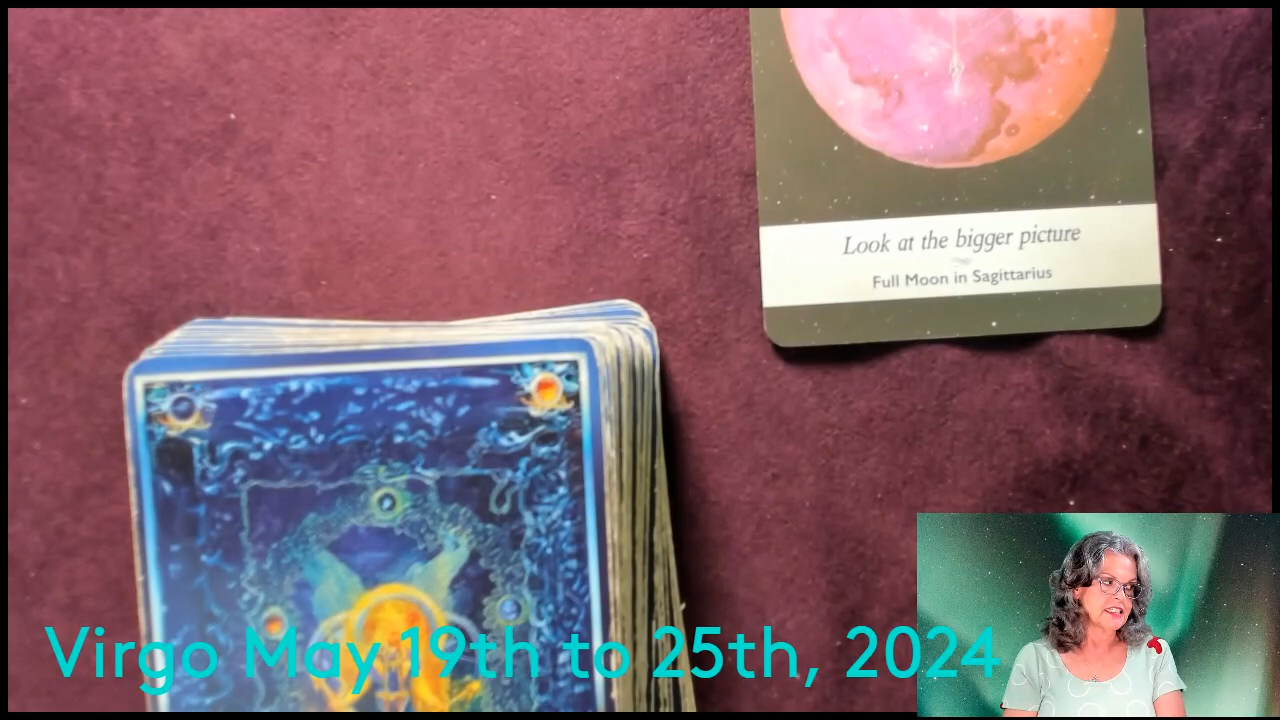 Look at the bigger picture
Full Moon in Sagittarius
Virgo May 19th to 25th, 2024